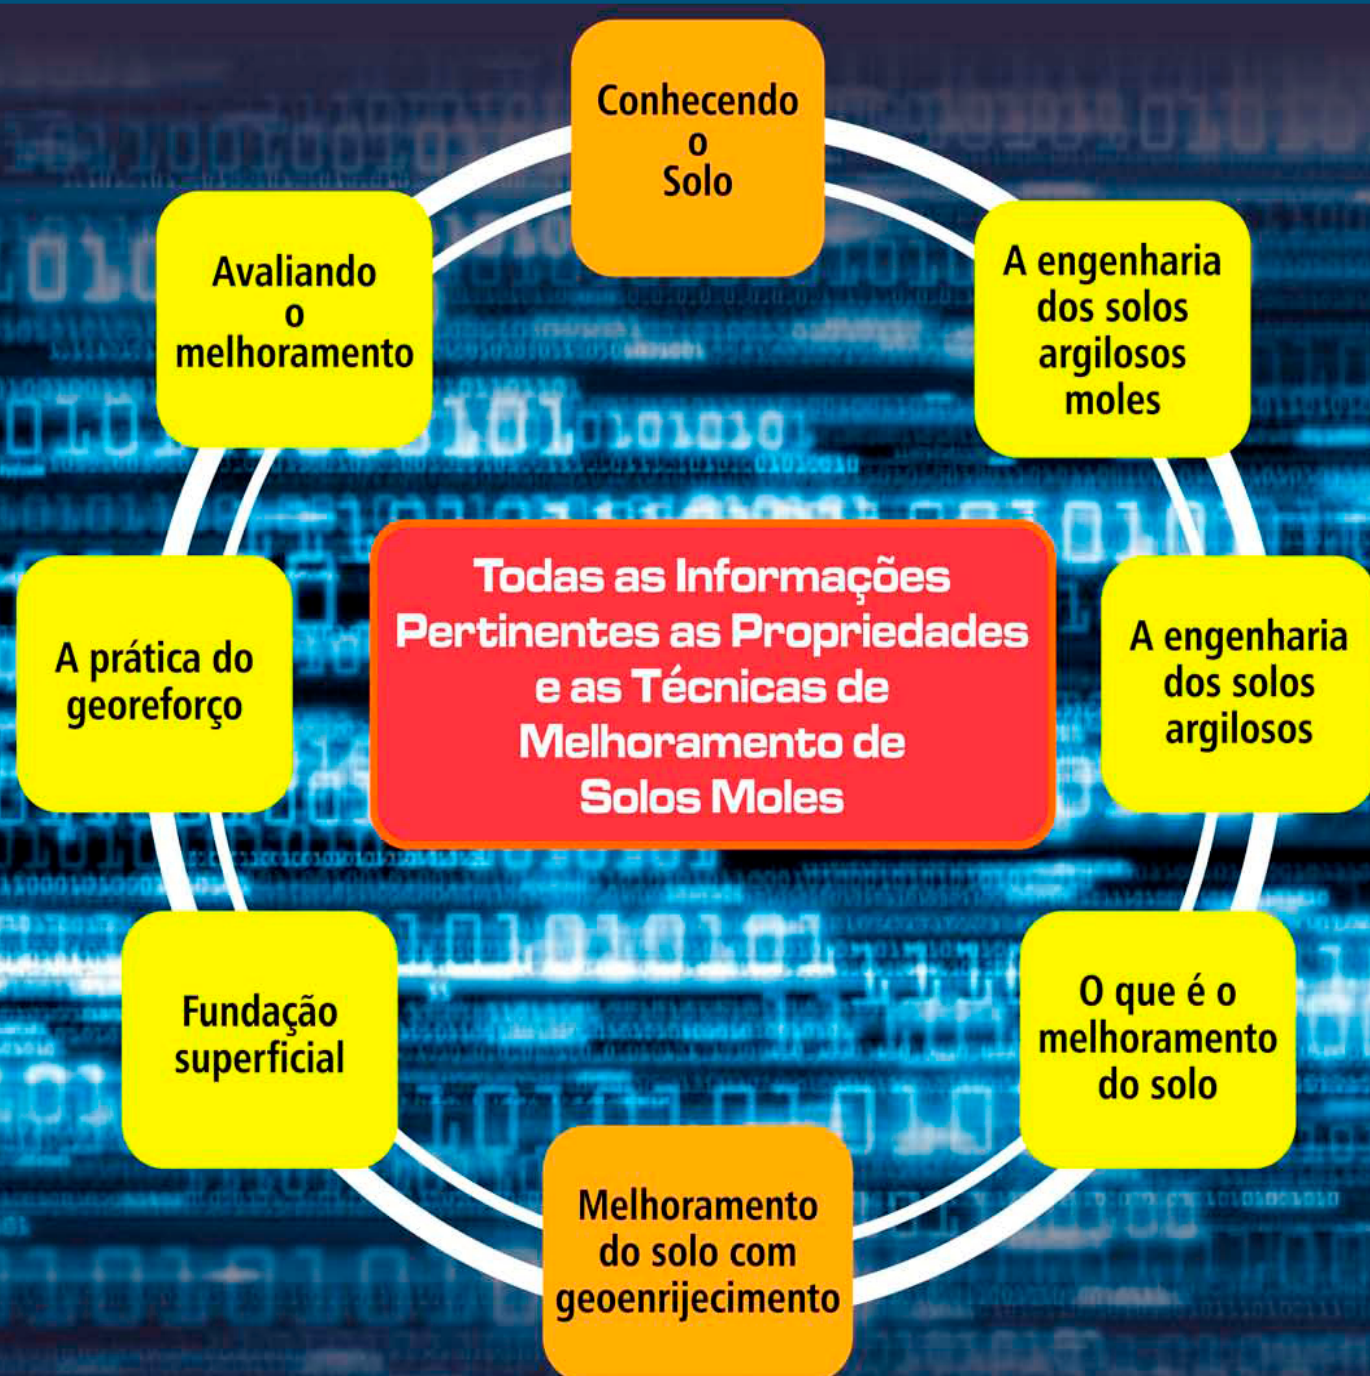 Conhecendo
o
Solo
A engenharia
dos solos
argilosos
moles
A engenharia
dos solos
argilosos
O que é o
melhoramento
do solo
Melhoramento
do solo com
geoenrijecimento
Fundação
superficial
A prática do
georeforço
Avaliando
o
melhoramento
Todas as Informações
Pertinentes as Propriedades
e as Técnicas de
Melhoramento de
Solos Moles